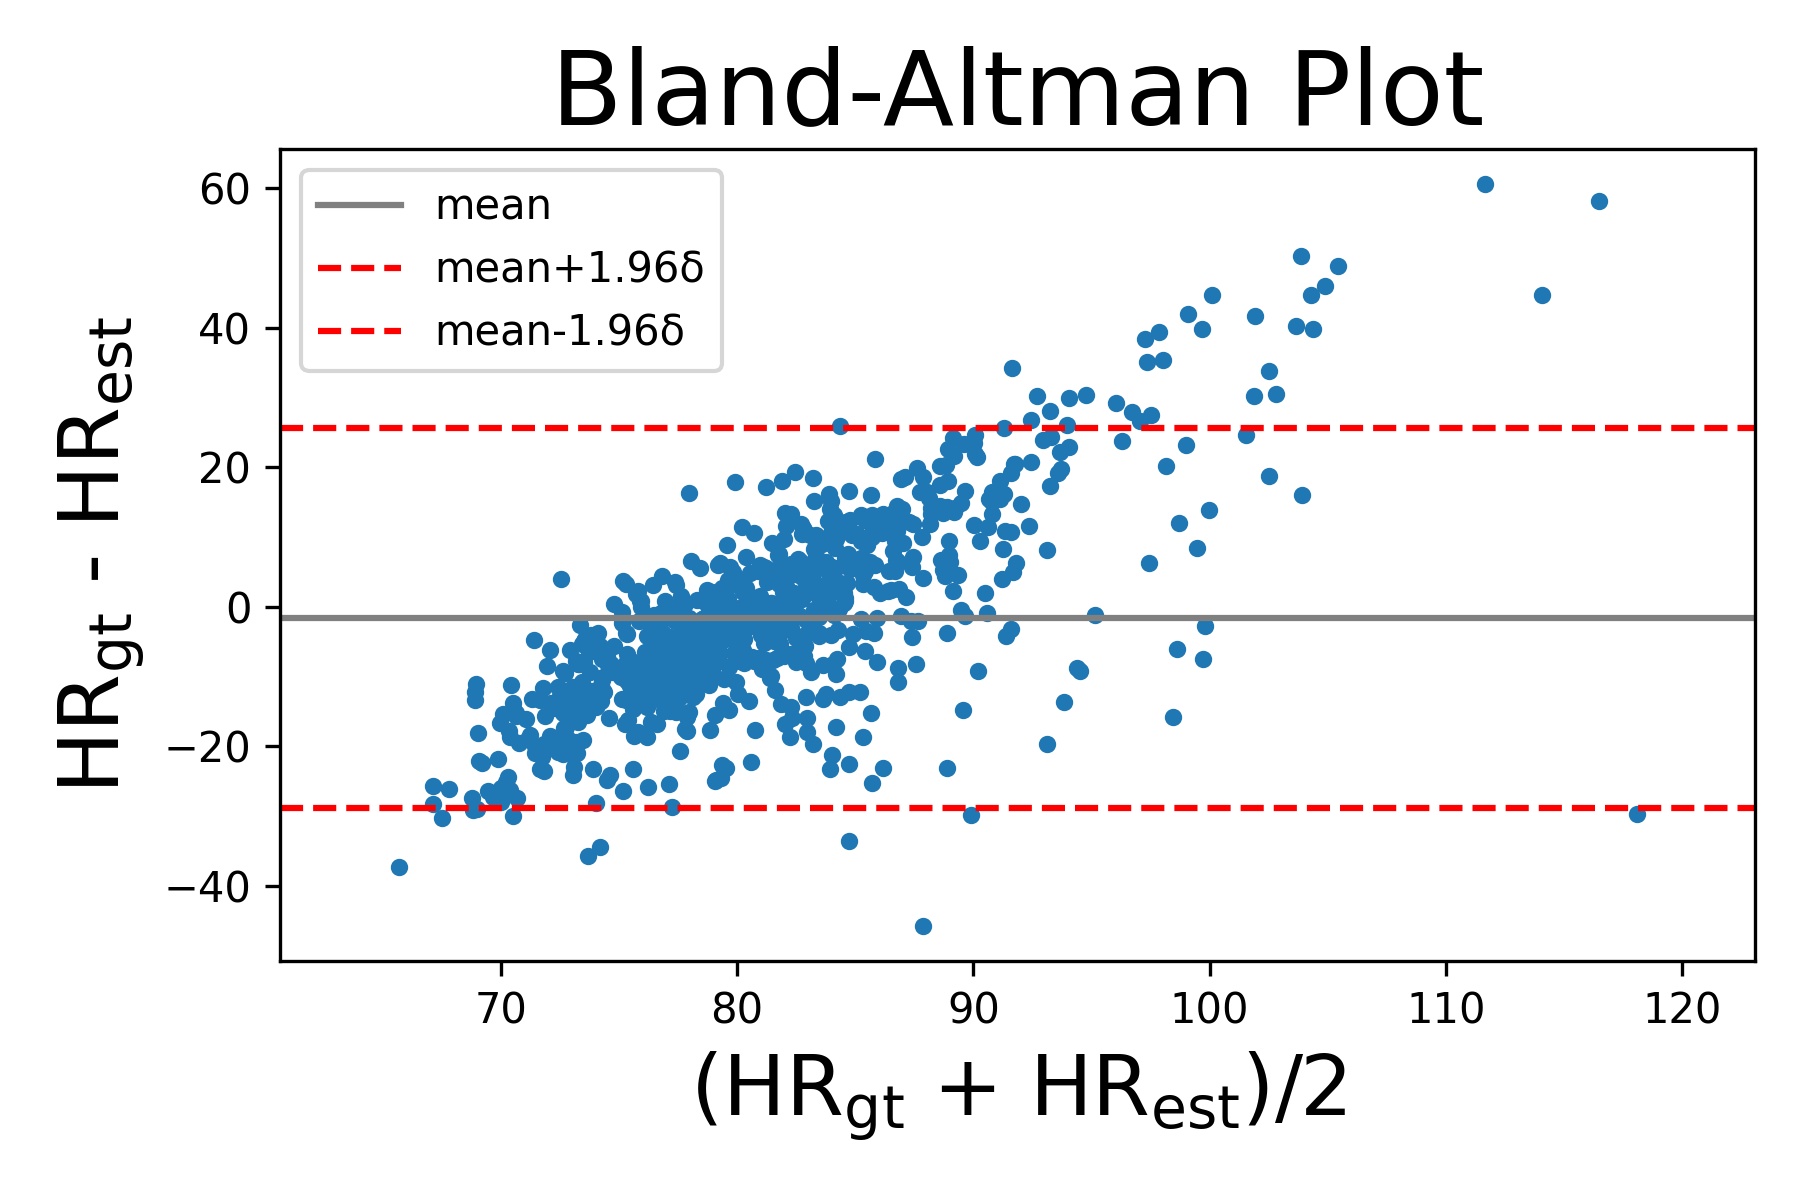 Bland-Altman Plot
mean
mean+1.96δ
mean-1.96δ
HRgt - HRest
60
40
20
0
−20
−40
70 80 90 100 110 120
(HRgt + HRest)/2